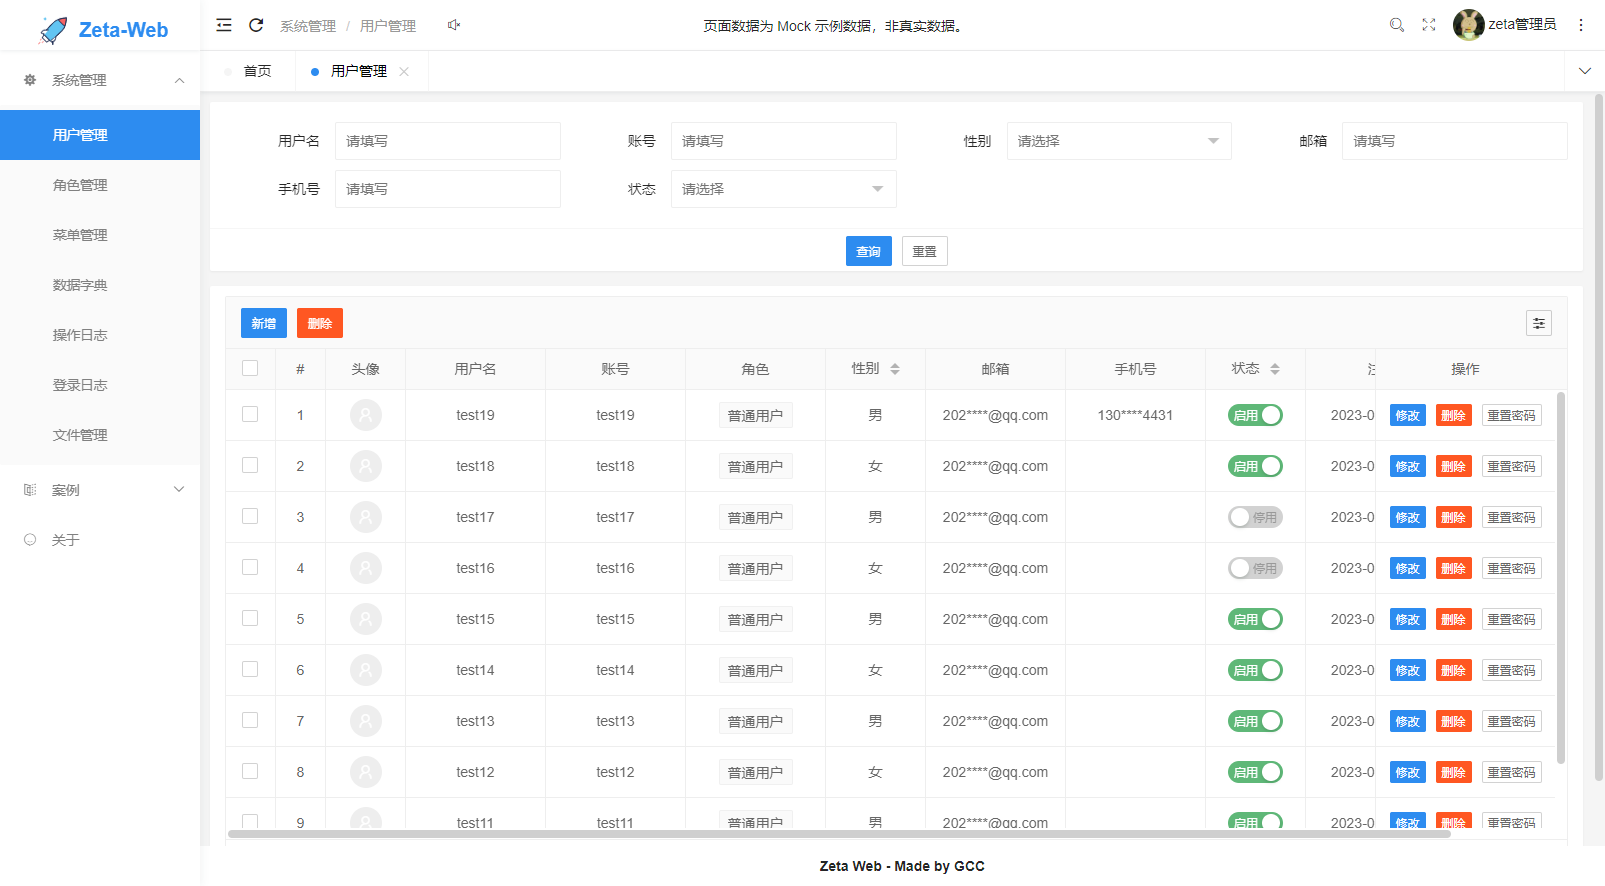 Zeta-Web
系统管理
用户管理
角色管理
菜单管理
数据字典
操作日志
登录日志
文件管理
案例
关于
系统管理 / 用户管理
页面数据为 Mock 示例数据，非真实数据。
zeta管理员
首页 用户管理
用户名 请填写 账号 请填写 性别 请选择 邮箱 请填写
手机号 请填写 状态 请选择
查询 重置
新增 删除
# 头像 用户名 账号 角色 性别 邮箱 手机号 状态 操作
1 test19 test19 普通用户 男 202****@qq.com 130****4431 启用 2023-0 修改 删除 重置密码
2 test18 test18 普通用户 女 202****@qq.com 启用 2023-0 修改 删除 重置密码
3 test17 test17 普通用户 男 202****@qq.com 停用 2023-0 修改 删除 重置密码
4 test16 test16 普通用户 女 202****@qq.com 停用 2023-0 修改 删除 重置密码
5 test15 test15 普通用户 男 202****@qq.com 启用 2023-0 修改 删除 重置密码
6 test14 test14 普通用户 女 202****@qq.com 启用 2023-0 修改 删除 重置密码
7 test13 test13 普通用户 男 202****@qq.com 启用 2023-0 修改 删除 重置密码
8 test12 test12 普通用户 女 202****@qq.com 启用 2023-0 修改 删除 重置密码
9 test11 test11 普通用户 男 202****@qq.com 启用 2023-0 修改 删除 重置密码
Zeta Web - Made by GCC